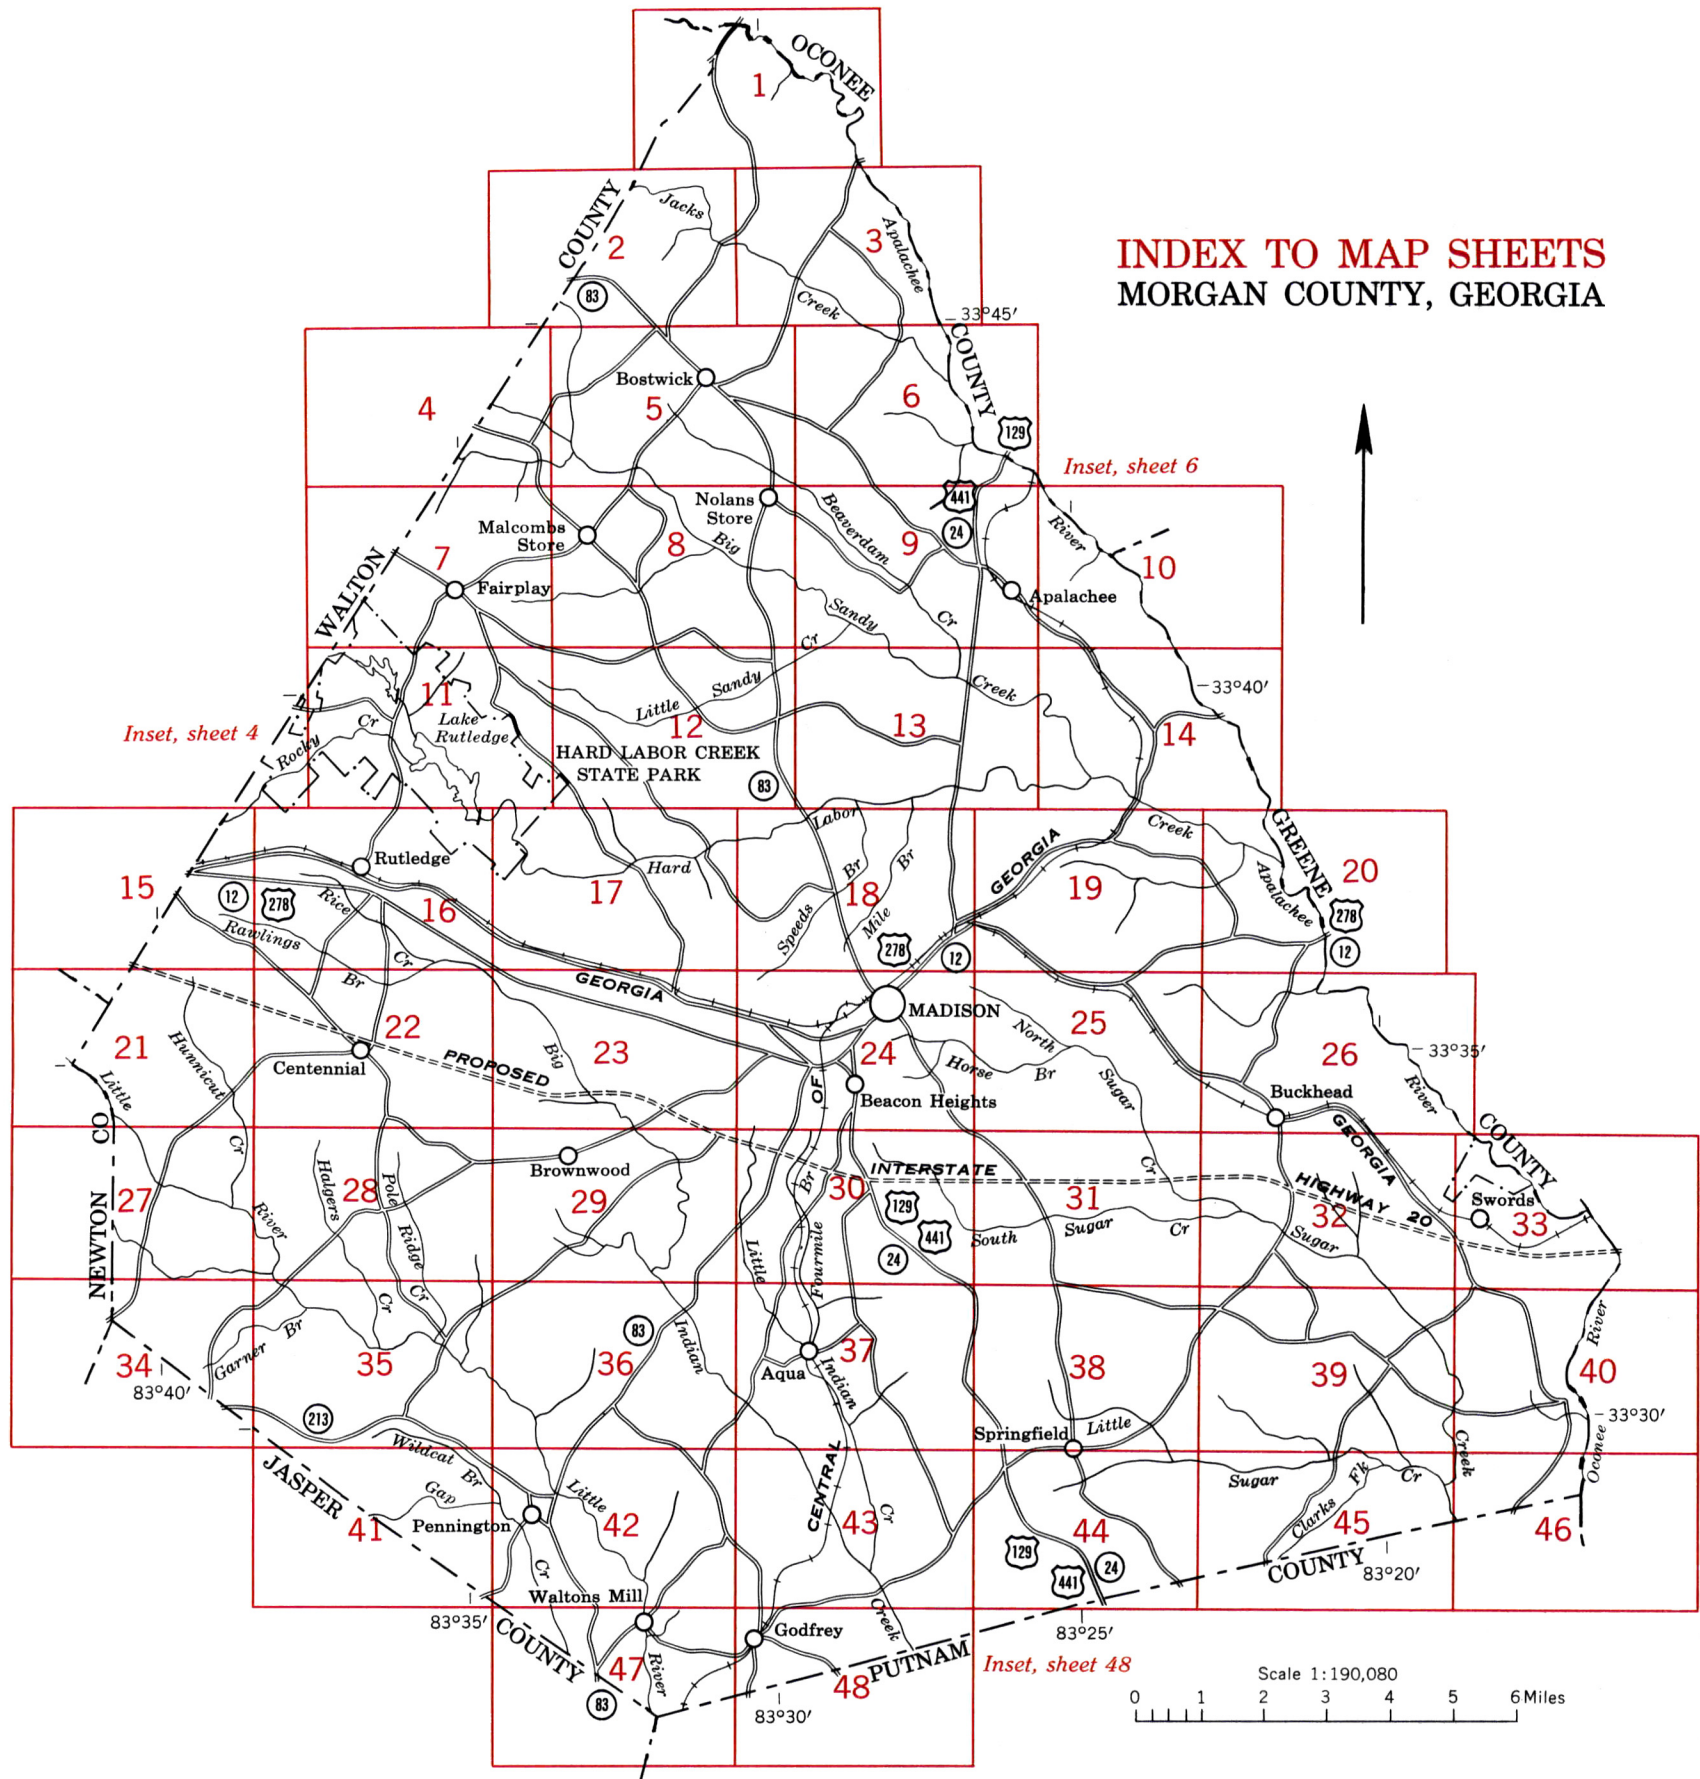 INDEX TO MAP SHEETS
MORGAN COUNTY, GEORGIA
OCONEE
1
COUNTY
Jacks
2
3
Apalachee
83
Creek
33°45'
COUNTY
Bostwick
4
5
6
129
Inset, sheet 6
441
Nolans
Store
Beaverdam
24
River
Malcombs
Store
7
8
Big
9
10
WALTON
Fairplay
Apalachee
Sandy
Cr
Cr
11
Little
Sandy
Creek
33°40'
Inset, sheet 4
Rocky
Cr
Lake
Rutledge
12
13
14
HARD LABOR CREEK
STATE PARK
83
Labor
Creek
GREENE
Rutledge
Hard
GEORGIA
15
12
278
Rice
16
17
Br
Br
18
19
Apalachee
20
278
12
Rawlings
Speeds
Mile
278
12
Cr
Br
GEORGIA
MADISON
21
Hunnicut
22
Big
23
24
North
25
26
33°35'
Centennial
PROPOSED
Horse
Br
Sugar
River
Little
OF
Beacon Heights
Buckhead
CO
Cr
GEORGIA
COUNTY
Brownwood
INTERSTATE
Cr
HIGHWAY 20
Swords
27
Halgers
28
Pole
29
Br
30
129
31
32
33
NEWTON
River
Ridge
Little
Fourmile
441
South
Sugar
Cr
Sugar
24
Cr
Cr
Garner
Br
83
Indian
River
34
35
36
Aqua
37
Indian
38
39
40
83°40'
213
Springfield
Little
33°30'
Wildcat
Br
CENTRAL
Creek
Oconee
JASPER
Gap
Little
Sugar
Fk
Cr
41
Pennington
42
43
Cr
44
Clarks
45
46
129
441
24
COUNTY
83°20'
Cr
Waltons Mill
83°35'
Godfrey
Creek
83°25'
COUNTY
47
River
48
PUTNAM
Inset, sheet 48
83
83°30'
Scale 1:190,080
0 1 2 3 4 5 6 Miles